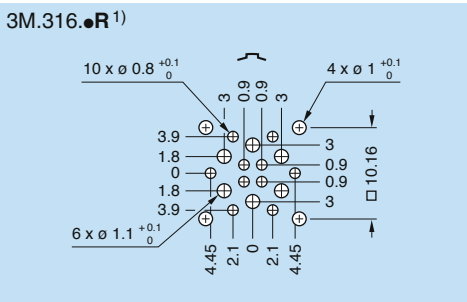 3M.316.●R 1)
10 x ø 0.8 +0.1 0
4 x ø 1 +0.1 0
3 0.9 0.9 3
3.9
1.8
0
1.8
3.9
3
0.9
0.9
3
□ 10.16
6 x ø 1.1 +0.1 0
4.45 2.1 0 2.1 4.45